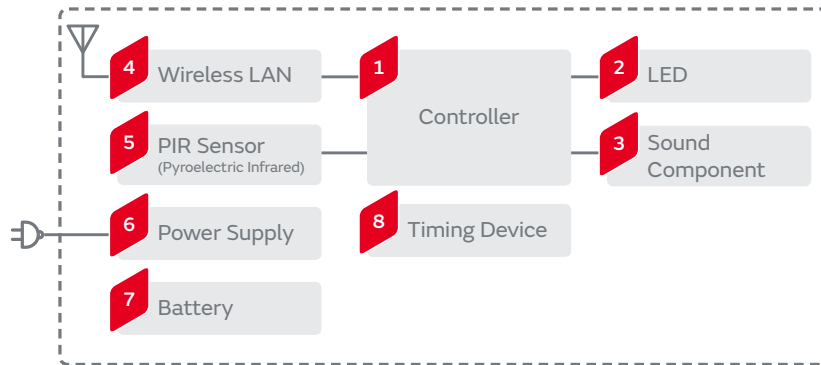 4 Wireless LAN
1 Controller
2 LED
5 PIR Sensor
(Pyroelectric Infrared)
3 Sound
Component
6 Power Supply
8 Timing Device
7 Battery